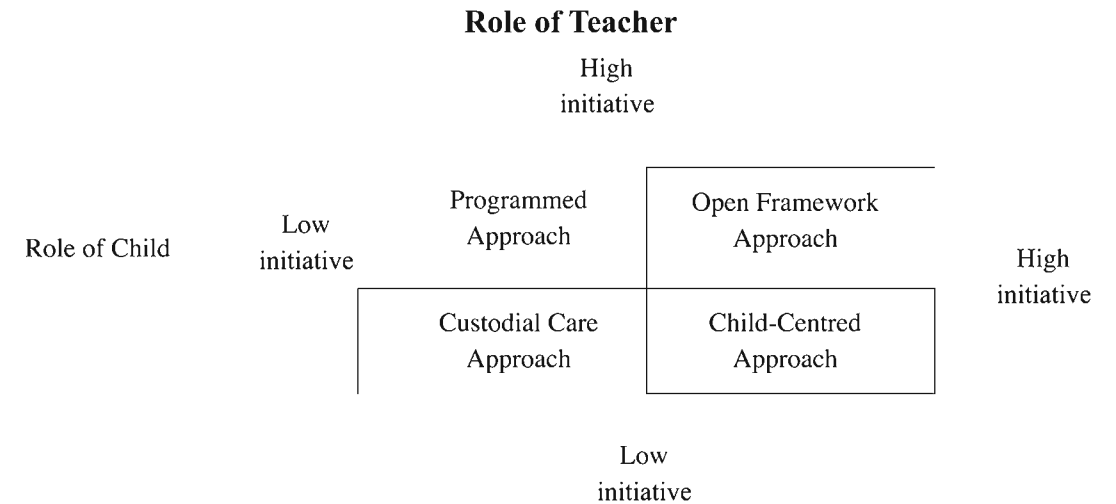 Role of Teacher
High
initiative
Programmed
Approach
Open Framework
Approach
Role of Child
Low
initiative
High
initiative
Custodial Care
Approach
Child-Centred
Approach
Low
initiative